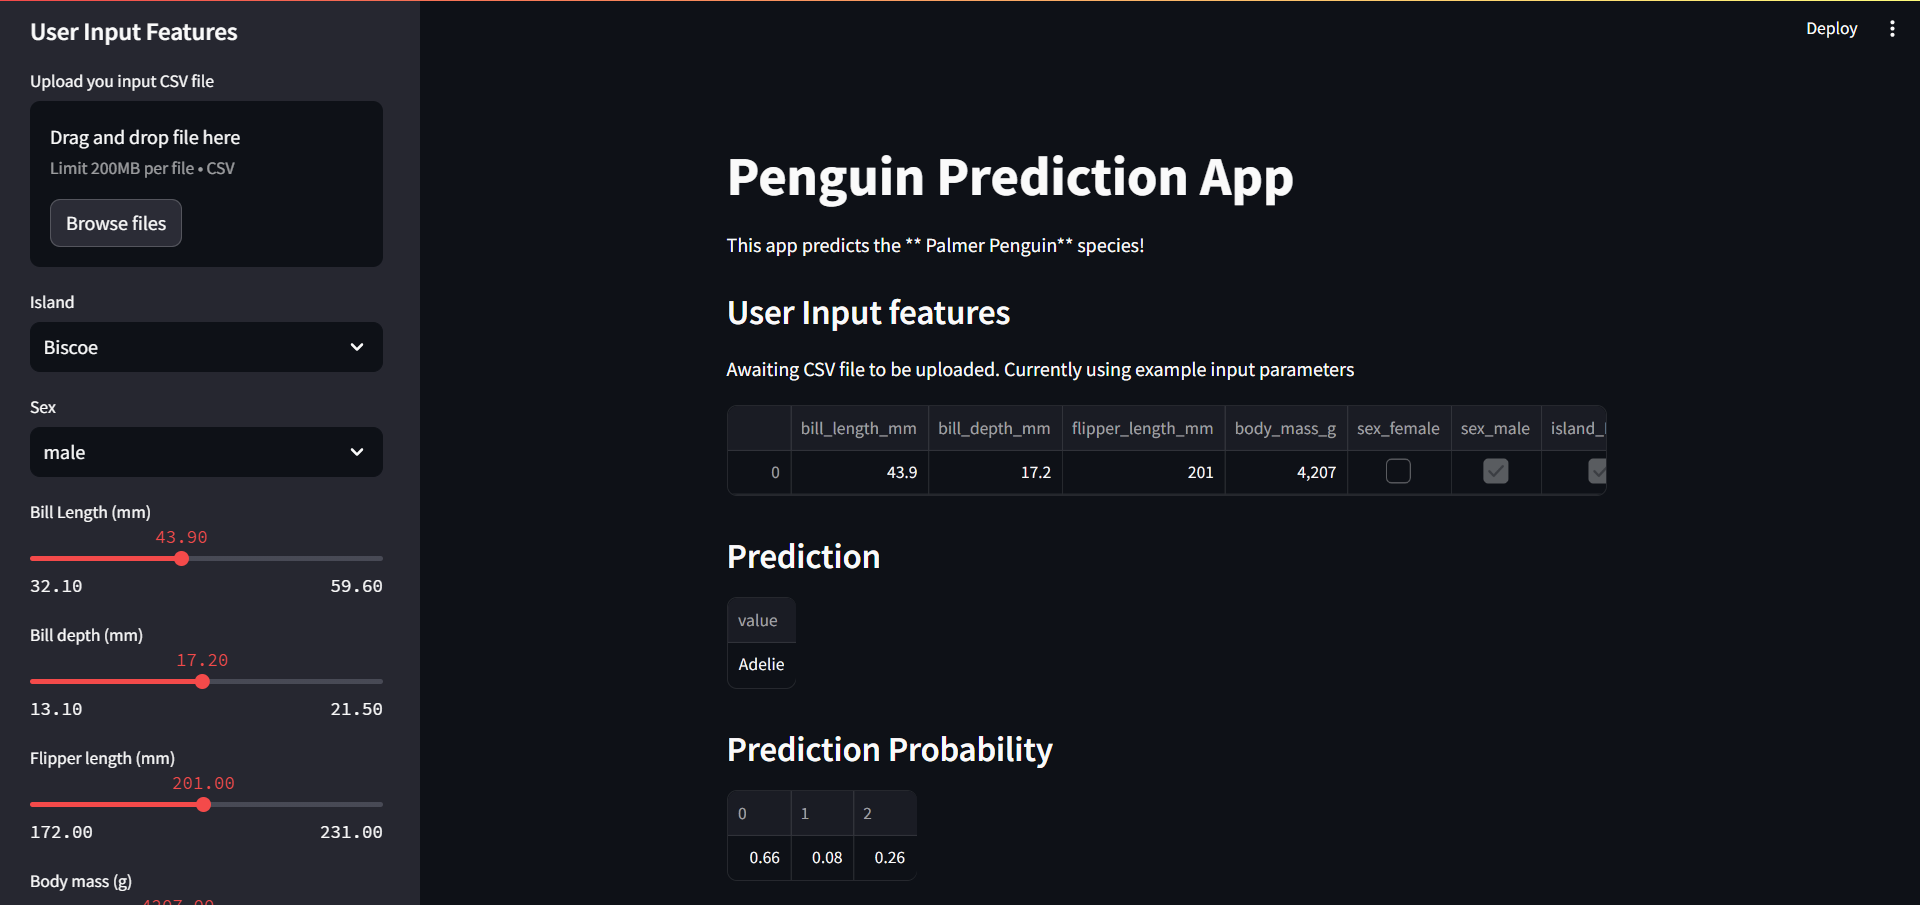 User Input Features
Upload you input CSV file
Drag and drop file here
Limit 200MB per file • CSV
Browse files
Island
Biscoe
Sex
male
Bill Length (mm)
43.90
32.10 59.60
Bill depth (mm)
17.20
13.10 21.50
Flipper length (mm)
201.00
172.00 231.00
Body mass (g)
4207.00
Deploy
Penguin Prediction App
This app predicts the ** Palmer Penguin** species!
User Input features
Awaiting CSV file to be uploaded. Currently using example input parameters
bill_length_mm bill_depth_mm flipper_length_mm body_mass_g sex_female sex_male island_
0 43.9 17.2 201 4,207
Prediction
value
Adelie
Prediction Probability
0 1 2
0.66 0.08 0.26